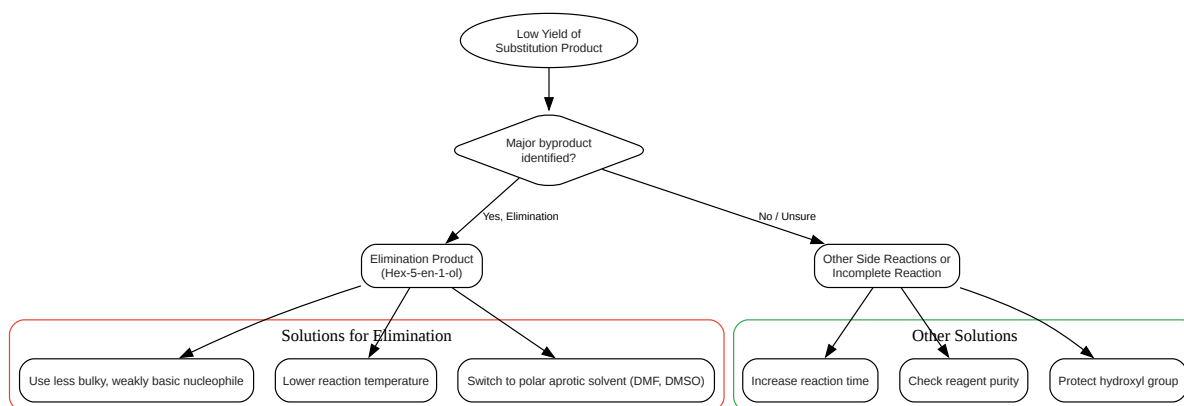 Low Yield of
Substitution Product
Major byproduct
identified?
Yes, Elimination
No / Unsure
Elimination Product
(Hex-5-en-1-ol)
Other Side Reactions or
Incomplete Reaction
Solutions for Elimination
Other Solutions
Use less bulky, weakly basic nucleophile
Lower reaction temperature
Switch to polar aprotic solvent (DMF, DMSO)
Increase reaction time
Check reagent purity
Protect hydroxyl group